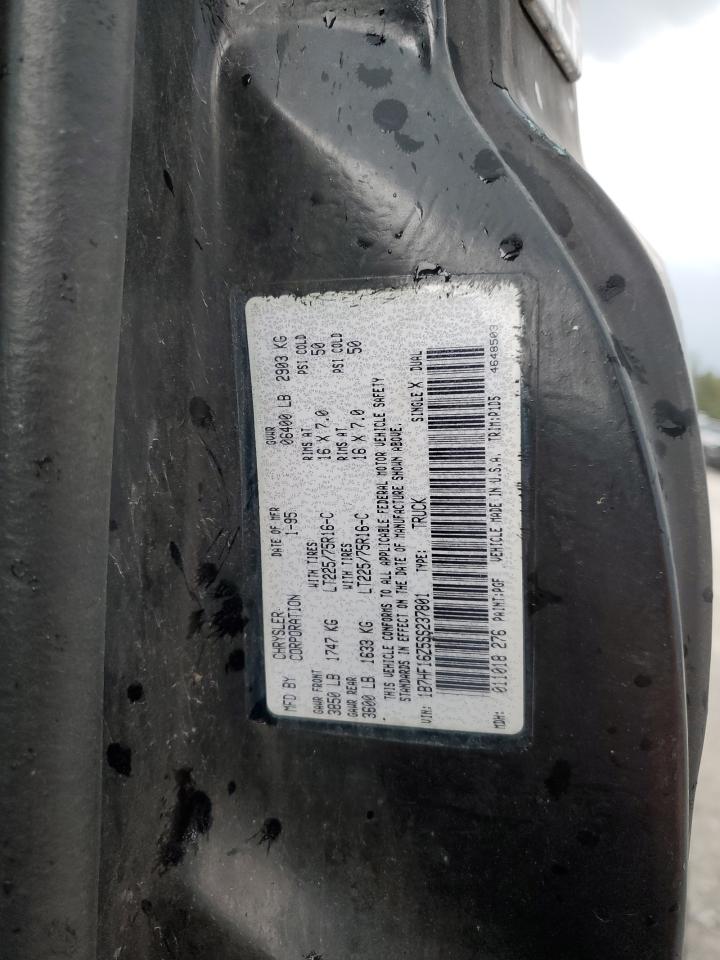 MFD BY CHRYSLER CORPORATION DATE OF MFR 1-95 GVWR 06400 LB 2903 KG
GAWR FRONT WITH TIRES RIMS AT PSI COLD
3850 LB 1747 KG LT225/75R16-C 16 X 7.0 50
GAWR REAR WITH TIRES RIMS AT PSI COLD
3600 LB 1633 KG LT225/75R16-C 16 X 7.0 50
THIS VEHICLE CONFORMS TO ALL APPLICABLE FEDERAL MOTOR VEHICLE SAFETY
STANDARDS IN EFFECT ON THE DATE OF MANUFACTURE SHOWN ABOVE.
VIN: 1B7HF16Z5SS237801 TYPE: TRUCK SINGLE X DUAL
MDH: 011018 276 PAINT:PGF VEHICLE MADE IN U.S.A. TRIM:P1D5 4648503